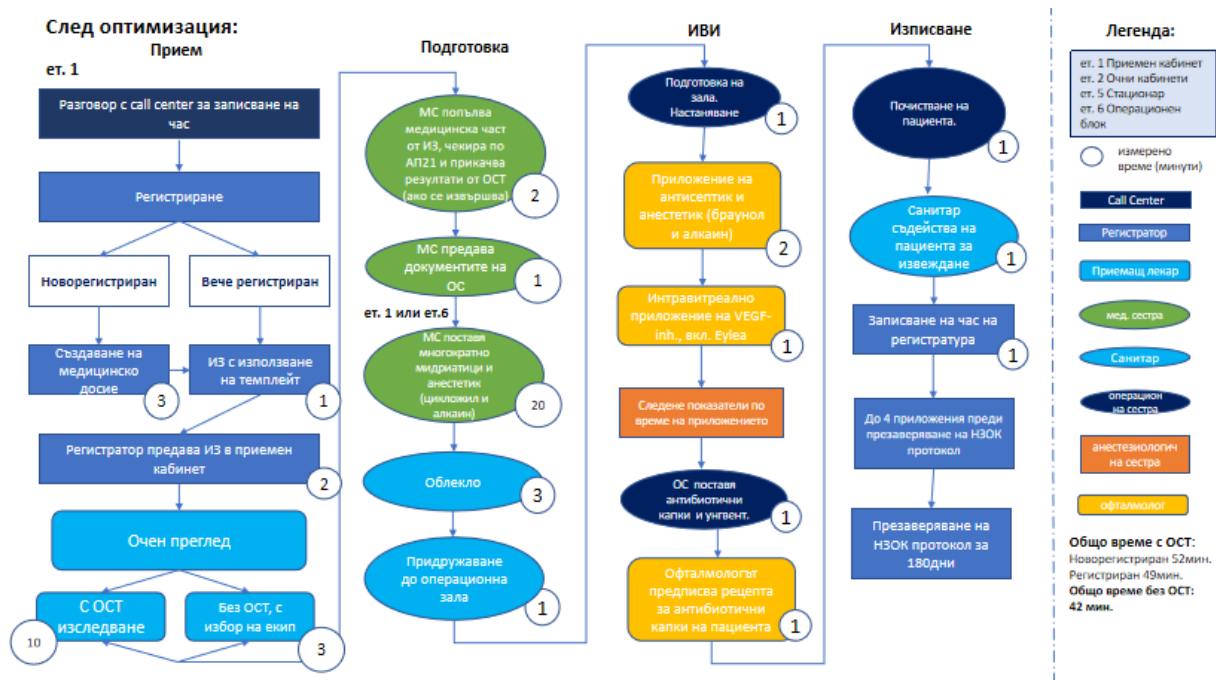 След оптимизация:
Прием
ет. 1
Разговор с call center за записване на
час
Регистриране
Новорегистриран
Вече регистриран
Създаване на
медицинско
досие
3
ИЗ с използване
на темплейт
1
Регистратор предава ИЗ в приемен
кабинет
2
Очен преглед
С ОСТ
изследване
10
Без ОСТ, с
избор на екип
3
Подготовка
МС попълва
медицинска част
от ИЗ, чекира по
АП21 и прикачва
резултати от ОСТ
(ако се извършва)
2
МС предава
документите на
ОС
1
ет. 1 или ет.6
МС поставя
многократно
мидриатици и
анестетик
(цикложил и
алкаин)
20
Облекло
3
Придружаване
до операционна
зала
1
ИВИ
Подготовка на
зала.
Настаняване
1
Приложение на
антисептик и
анестетик (браунол
и алкаин)
2
Интравитреално
приложение на VEGF-
inh., вкл. Eylea
1
Следене показатели по
време на приложението
ОС поставя
антибиотични
капки и унгвент.
1
Офталмологът
предписва рецепта
за антибиотични
капки на пациента
1
Изписване
Почистване на
пациента.
1
Санитар
съдейства на
пациента за
извеждане
1
Записване на час на
регистратура
1
До 4 приложения преди
презаверяване на НЗОК
протокол
Презаверяване на
НЗОК протокол за
180дни
Легенда:
ет. 1 Приемен кабинет
ет. 2 Очни кабинети
ет. 5 Стационар
ет. 6 Операционен
блок
измерено
време (минути)
Call Center
Регистратор
Приемащ лекар
мед. сестра
Санитар
операцион
на сестра
анестезиологич
на сестра
офталмолог
Общо време с ОСТ:
Новорегистриран 52мин.
Регистриран 49мин.
Общо време без ОСТ:
42 мин.